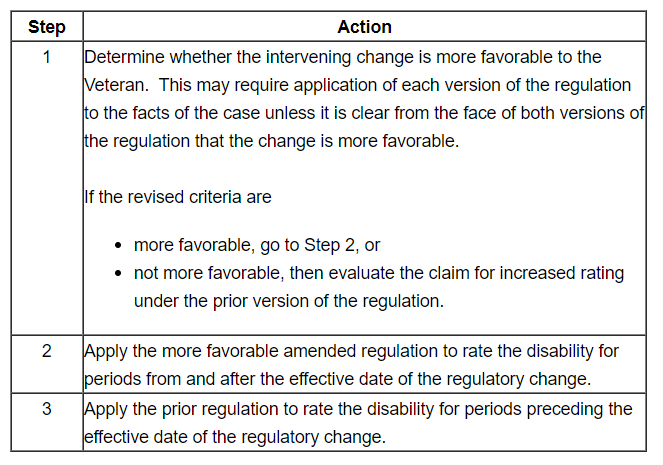 Step Action
1 Determine whether the intervening change is more favorable to the
Veteran.  This may require application of each version of the regulation
to the facts of the case unless it is clear from the face of both versions of
the regulation that the change is more favorable.
If the revised criteria are
• more favorable, go to Step 2, or
• not more favorable, then evaluate the claim for increased rating
under the prior version of the regulation.
2 Apply the more favorable amended regulation to rate the disability for
periods from and after the effective date of the regulatory change.
3 Apply the prior regulation to rate the disability for periods preceding the
effective date of the regulatory change.